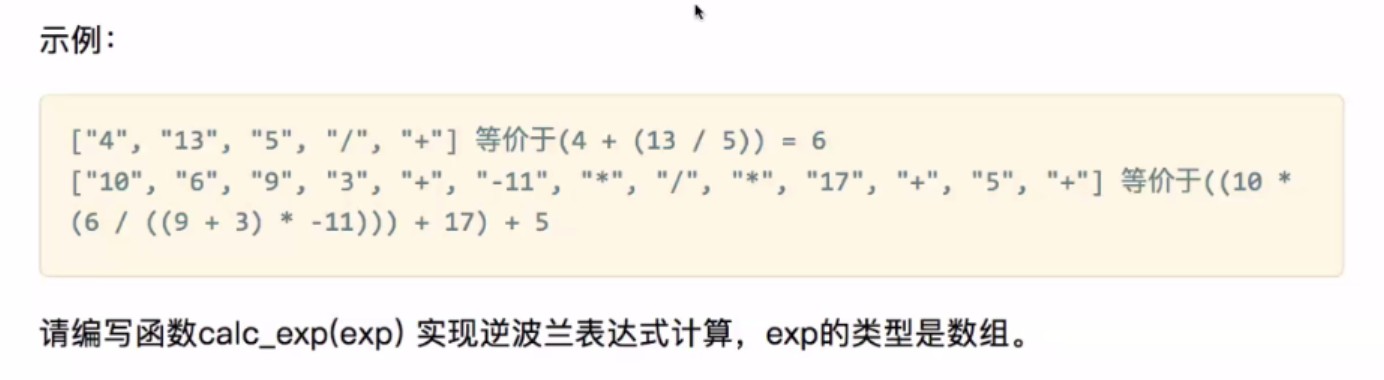 示例：
["4", "13", "5", "/", "+"] 等价于(4 + (13 / 5)) = 6
["10", "6", "9", "3", "+", "-11", "*", "/", "*", "17", "+", "5", "+"] 等价于((10 *
(6 / ((9 + 3) * -11))) + 17) + 5
请编写函数calc_exp(exp) 实现逆波兰表达式计算，exp的类型是数组。